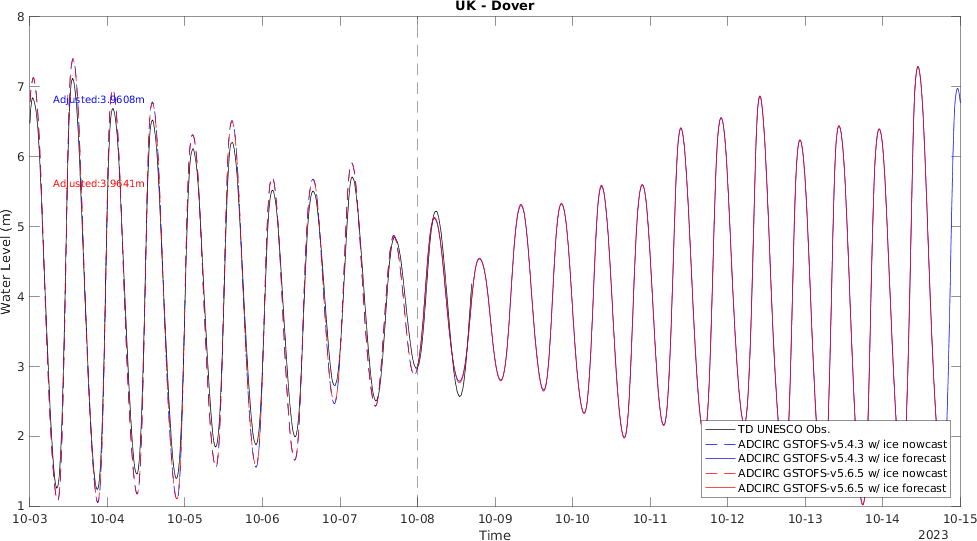 UK - Dover
8
7
6
5
4
3
2
1
Water Level (m)
Adjusted:3.9608m
Adjusted:3.9641m
TD UNESCO Obs.
ADCIRC GSTOFS-v5.4.3 w/ ice nowcast
ADCIRC GSTOFS-v5.4.3 w/ ice forecast
ADCIRC GSTOFS-v5.6.5 w/ ice nowcast
ADCIRC GSTOFS-v5.6.5 w/ ice forecast
10-03 10-04 10-05 10-06 10-07 10-08 10-09 10-10 10-11 10-12 10-13 10-14 10-15
Time
2023